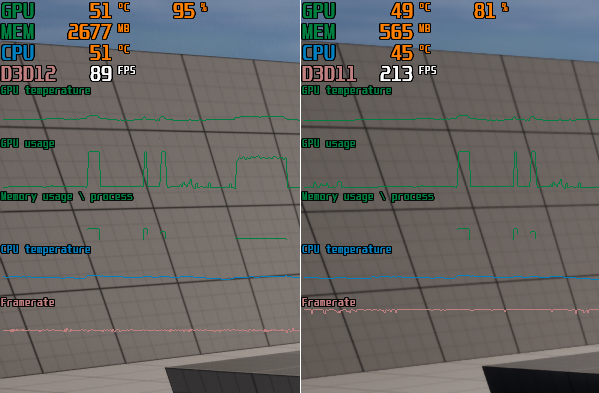 GPU 51 °C 95 %
MEM 2677 MB
CPU 51 °C
D3D12 89 FPS
GPU temperature
GPU usage
Memory usage \ process
CPU temperature
Framerate
GPU 49 °C 81 %
MEM 565 MB
CPU 45 °C
D3D11 213 FPS
GPU temperature
GPU usage
Memory usage \ process
CPU temperature
Framerate